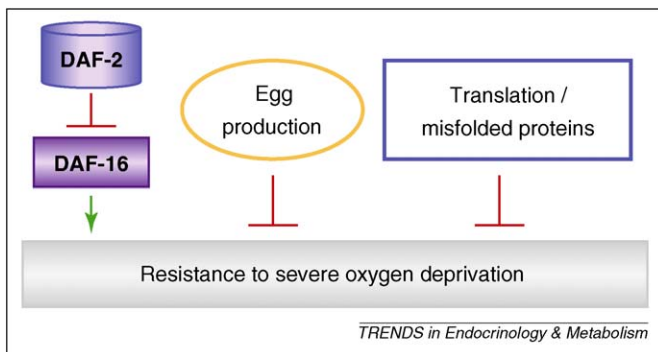 DAF-2
DAF-16
Egg
production
Translation /
misfolded proteins
Resistance to severe oxygen deprivation
TRENDS in Endocrinology & Metabolism